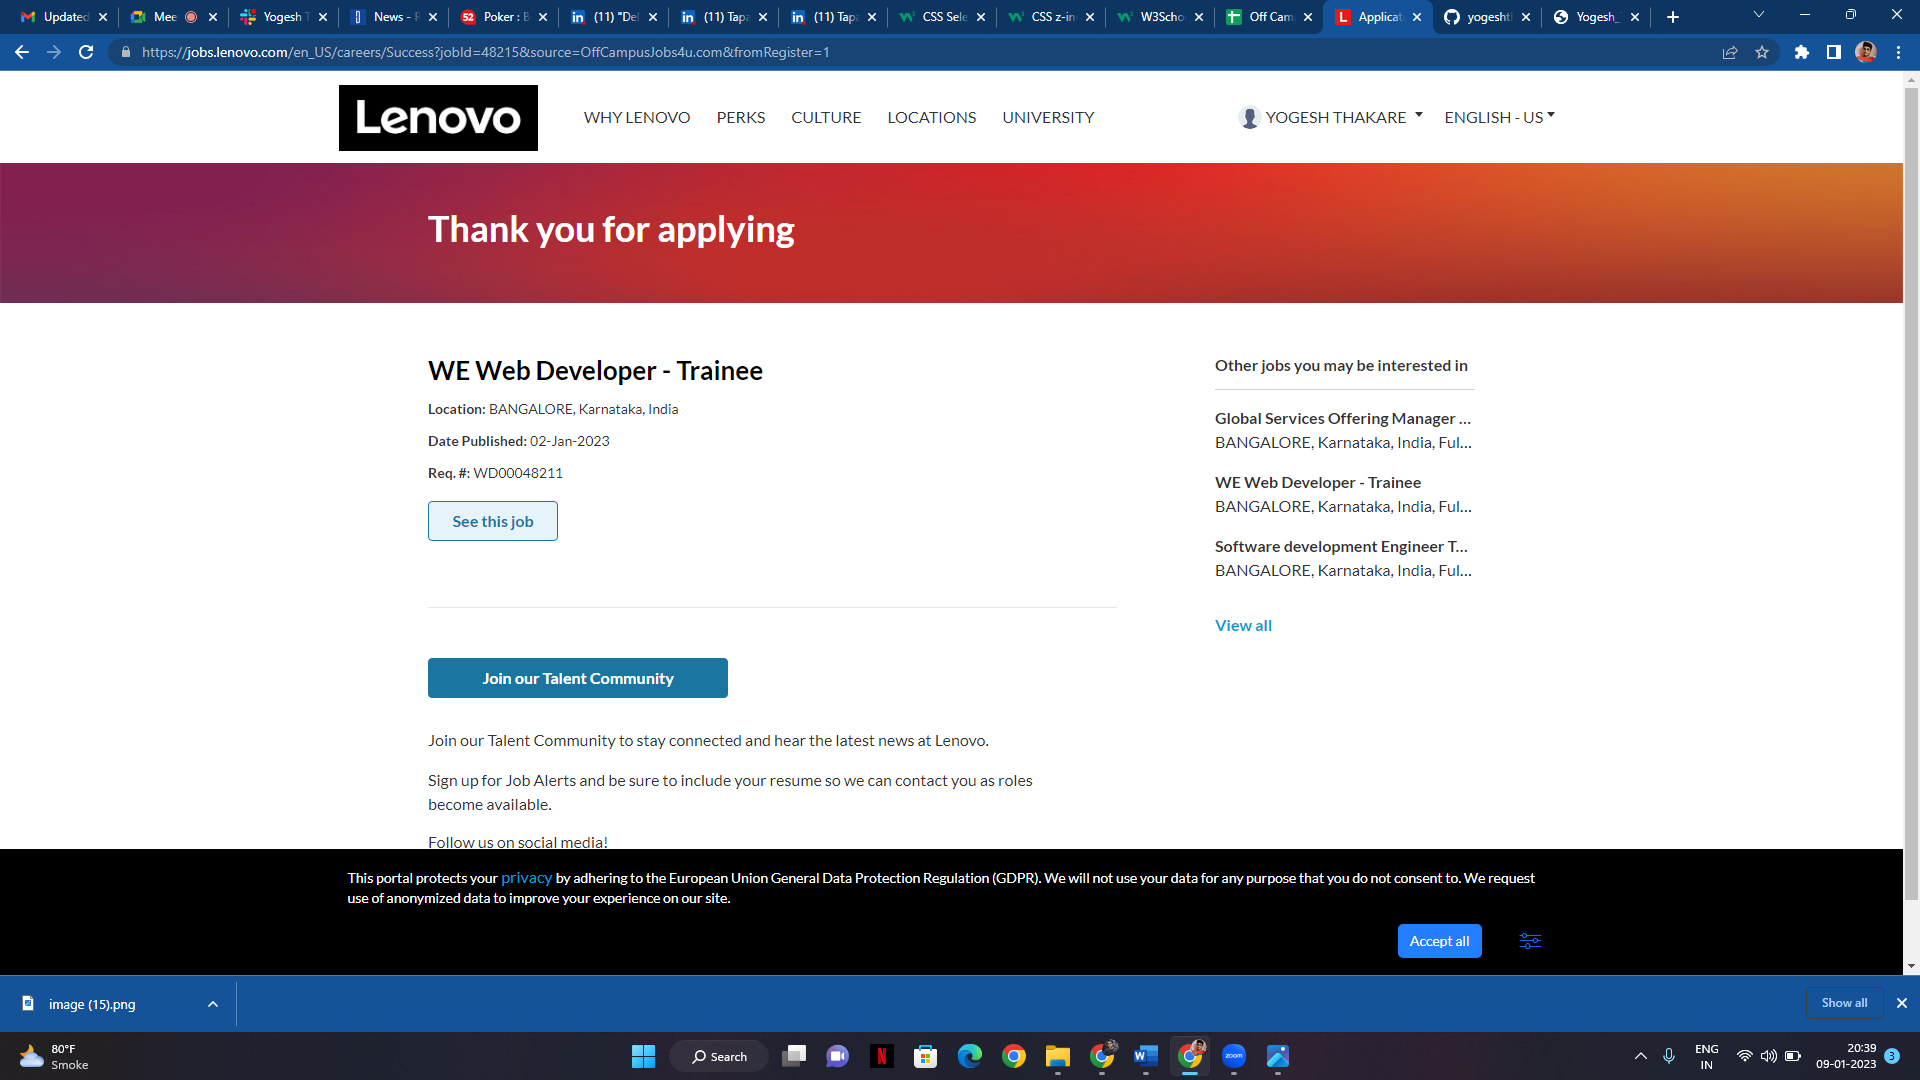 Updated
Mee
Yogesh T
News - F
Poker : B
(11) "Del
(11) Tapa
(11) Tapa
CSS Sele
CSS z-in
W3Scho
Off Cam
Applicat
yogesht
Yogesh_
https://jobs.lenovo.com/en_US/careers/Success?jobId=48215&source=OffCampusJobs4u.com&fromRegister=1
Lenovo
WHY LENOVO
PERKS
CULTURE
LOCATIONS
UNIVERSITY
YOGESH THAKARE
ENGLISH - US
Thank you for applying
WE Web Developer - Trainee
Location: BANGALORE, Karnataka, India
Date Published: 02-Jan-2023
Req. #: WD00048211
See this job
Other jobs you may be interested in
Global Services Offering Manager ...
BANGALORE, Karnataka, India, Ful...
WE Web Developer - Trainee
BANGALORE, Karnataka, India, Ful...
Software development Engineer T...
BANGALORE, Karnataka, India, Ful...
View all
Join our Talent Community
Join our Talent Community to stay connected and hear the latest news at Lenovo.
Sign up for Job Alerts and be sure to include your resume so we can contact you as roles
become available.
Follow us on social media!
This portal protects your privacy by adhering to the European Union General Data Protection Regulation (GDPR). We will not use your data for any purpose that you do not consent to. We request
use of anonymized data to improve your experience on our site.
Accept all
image (15).png
Show all
80°F
Smoke
Search
zoom
ENG
IN
20:39
09-01-2023
3